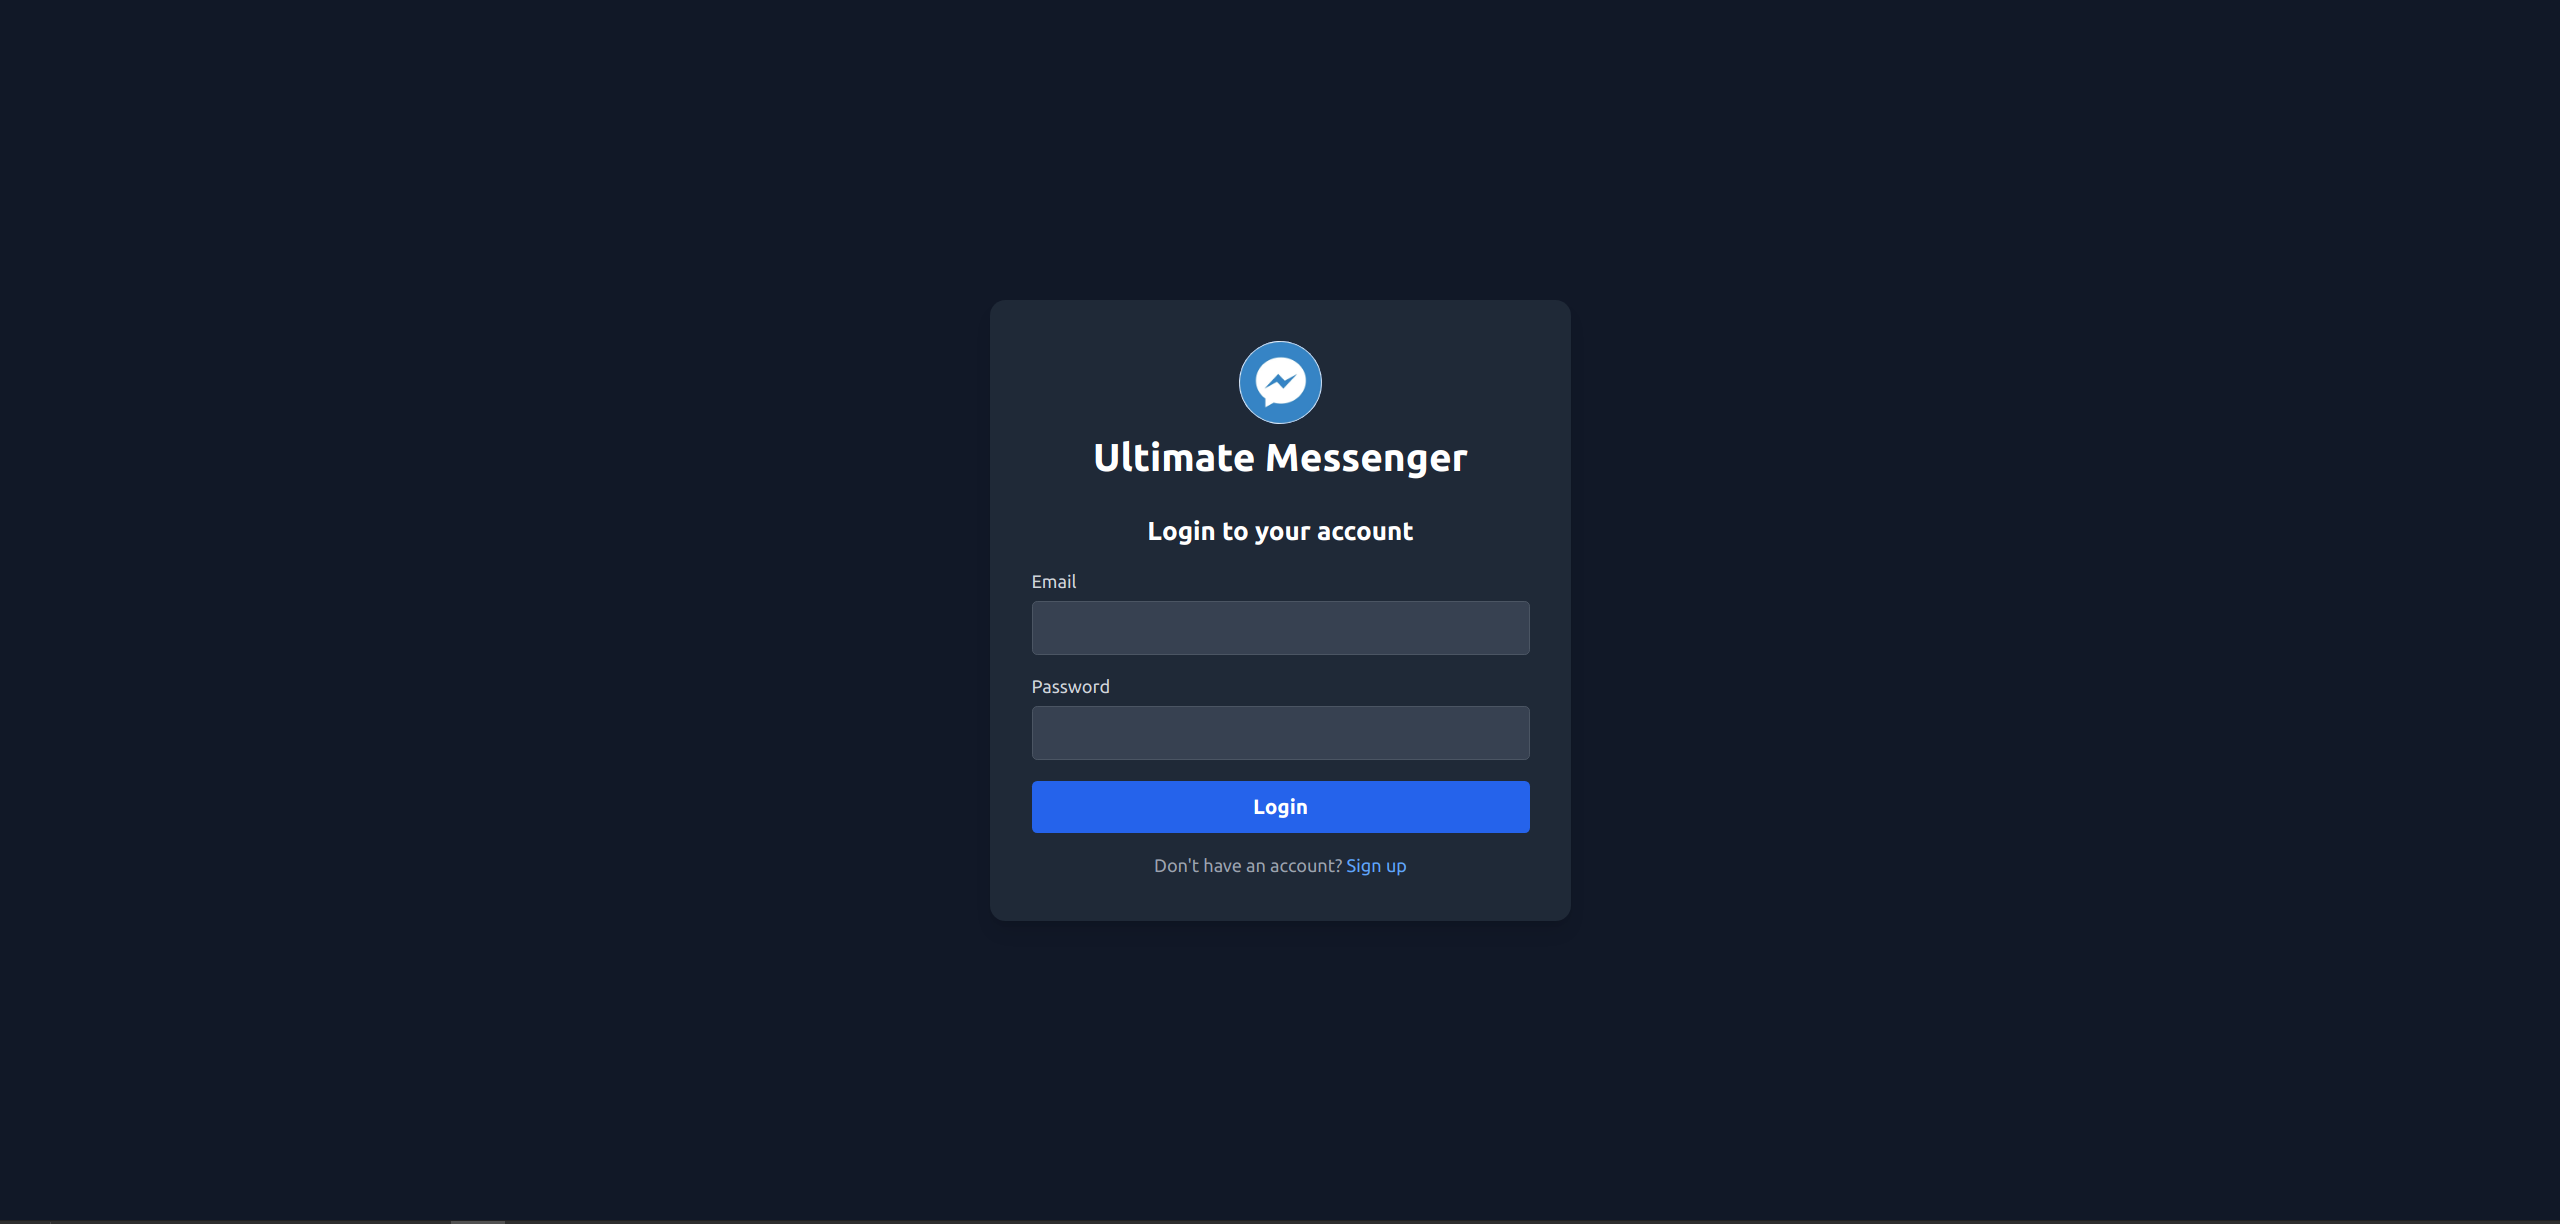 Ultimate Messenger
Login to your account
Email
Password
Login
Don't have an account? Sign up